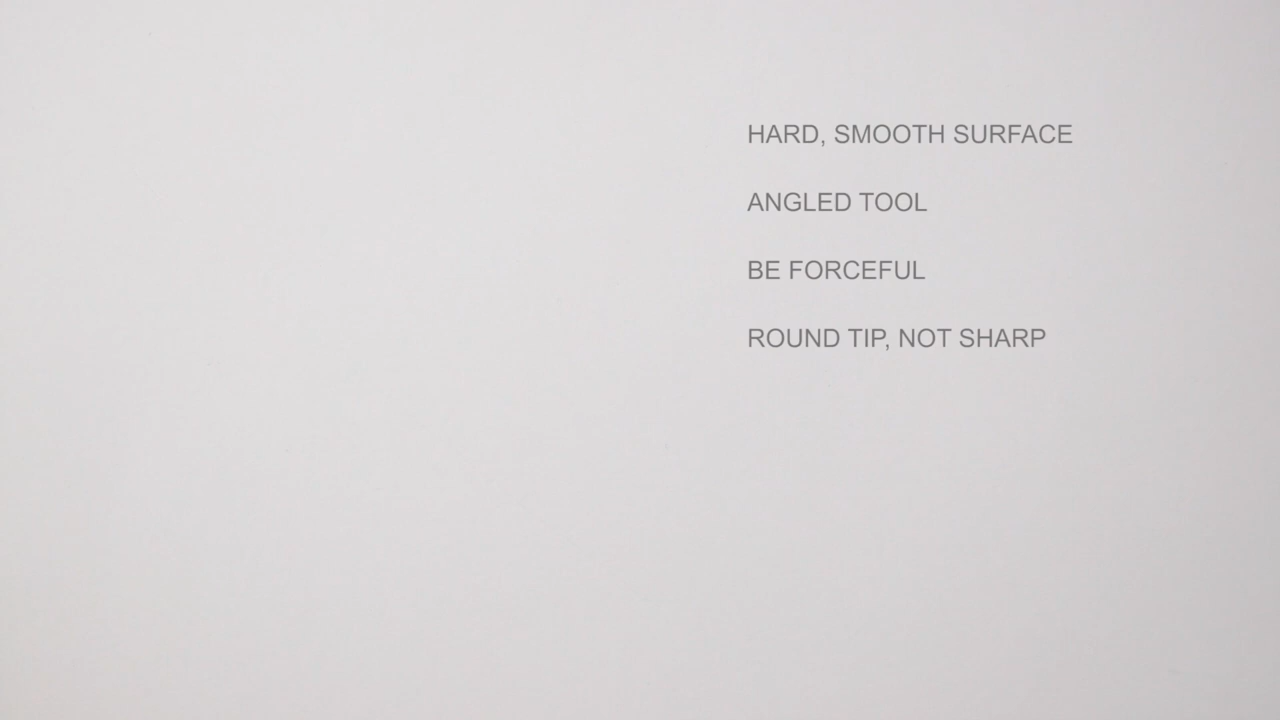 HARD, SMOOTH SURFACE
ANGLED TOOL
BE FORCEFUL
ROUND TIP, NOT SHARP